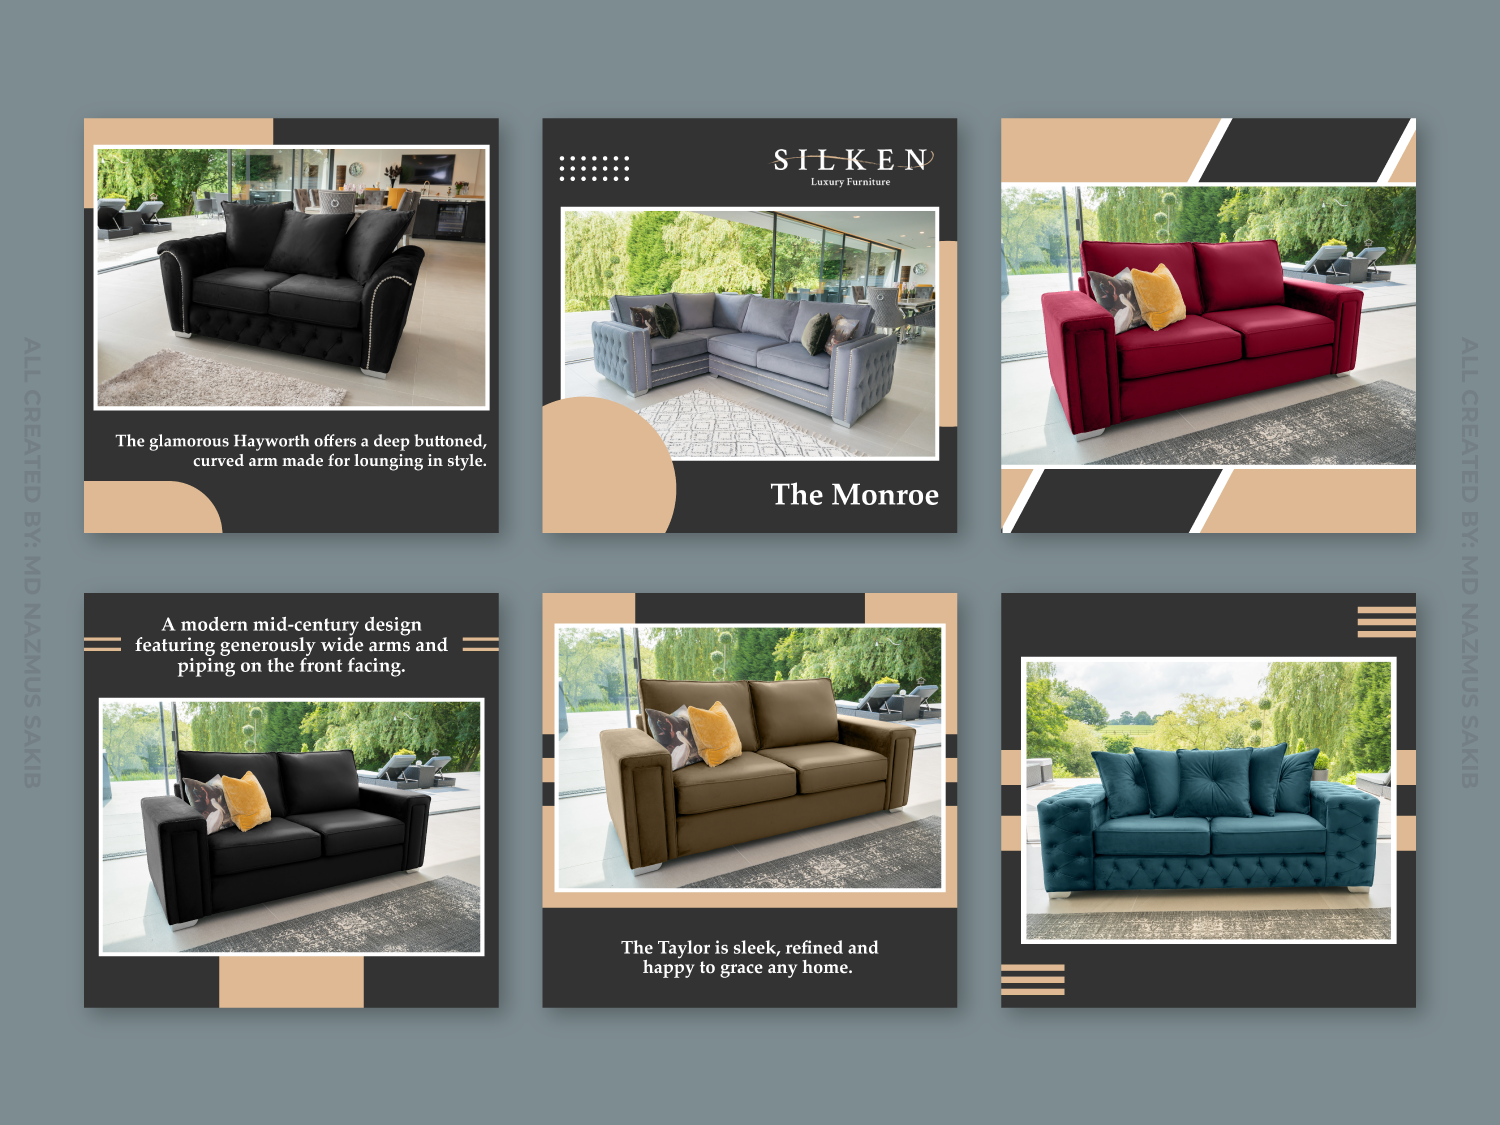 The glamorous Hayworth offers a deep buttoned,
curved arm made for lounging in style.
SILKEN
Luxury Furniture
The Monroe
A modern mid-century design
featuring generously wide arms and
piping on the front facing.
The Taylor is sleek, refined and
happy to grace any home.
ALL CREATED BY: MD NAZMUS SAKIB
ALL CREATED BY: MD NAZMUS SAKIB